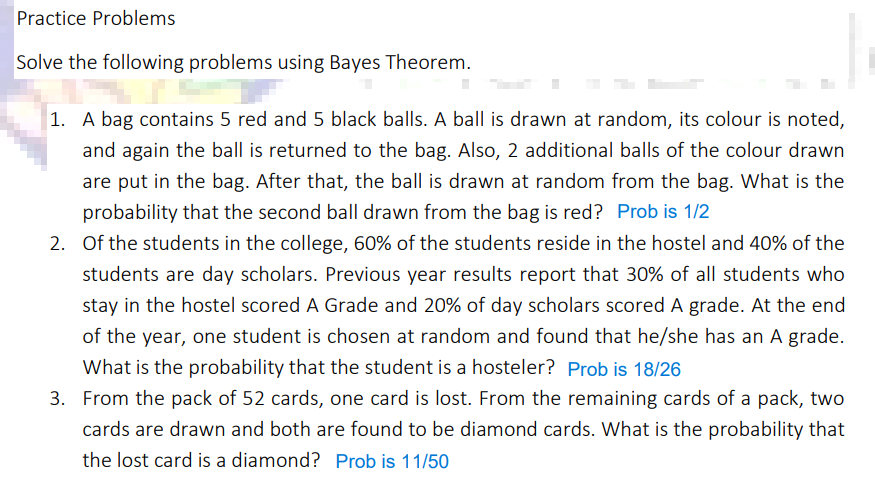 Practice Problems
Solve the following problems using Bayes Theorem.
1. A bag contains 5 red and 5 black balls. A ball is drawn at random, its colour is noted,
and again the ball is returned to the bag. Also, 2 additional balls of the colour drawn
are put in the bag. After that, the ball is drawn at random from the bag. What is the
probability that the second ball drawn from the bag is red? Prob is 1/2
2. Of the students in the college, 60% of the students reside in the hostel and 40% of the
students are day scholars. Previous year results report that 30% of all students who
stay in the hostel scored A Grade and 20% of day scholars scored A grade. At the end
of the year, one student is chosen at random and found that he/she has an A grade.
What is the probability that the student is a hosteler? Prob is 18/26
3. From the pack of 52 cards, one card is lost. From the remaining cards of a pack, two
cards are drawn and both are found to be diamond cards. What is the probability that
the lost card is a diamond? Prob is 11/50